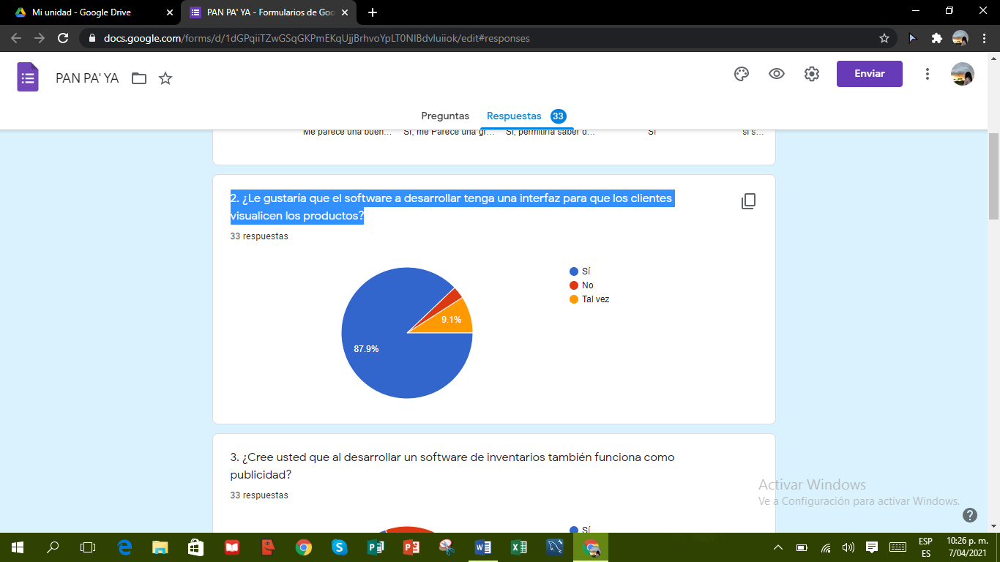 Mi unidad - Google Drive
PAN PA' YA - Formularios de Goo
docs.google.com/forms/d/1dGPqiiTZwGSqGKPmEKqUjjBrhvoYpLT0NIBdvluiiok/edit#responses
PAN PA' YA
Enviar
Preguntas Respuestas 33
Me parece una buen... Si, me Parece una gr... Si, permitiría saber d... Si si s...
2. ¿Le gustaría que el software a desarrollar tenga una interfaz para que los clientes
visualicen los productos?
33 respuestas
Sí
No
Tal vez
9.1%
87.9%
3. ¿Cree usted que al desarrollar un software de inventarios también funciona como
publicidad?
33 respuestas
Sí
Activar Windows
Ve a Configuración para activar Windows.
ESP
ES
10:26 p. m.
7/04/2021